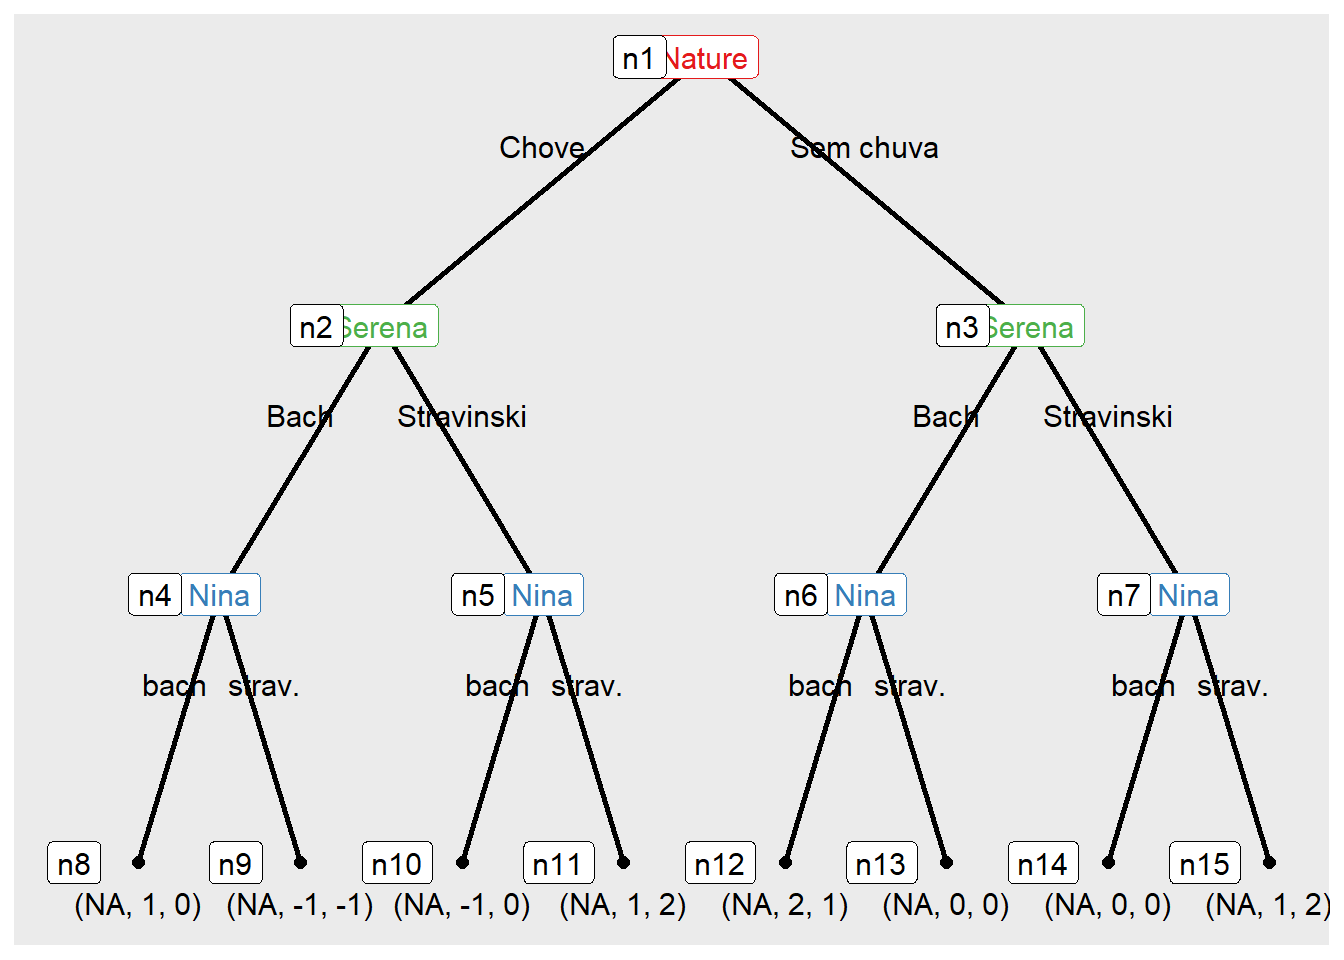 n1 Nature
Chove Sem chuva
n2 Serena n3 Serena
Bach Stravinski Bach Stravinski
n4 Nina n5 Nina n6 Nina n7 Nina
bach strav. bach strav. bach strav. bach strav.
n8 n9 n10 n11 n12 n13 n14 n15
(NA, 1, 0) (NA, -1, -1) (NA, -1, 0) (NA, 1, 2) (NA, 2, 1) (NA, 0, 0) (NA, 0, 0) (NA, 1, 2)